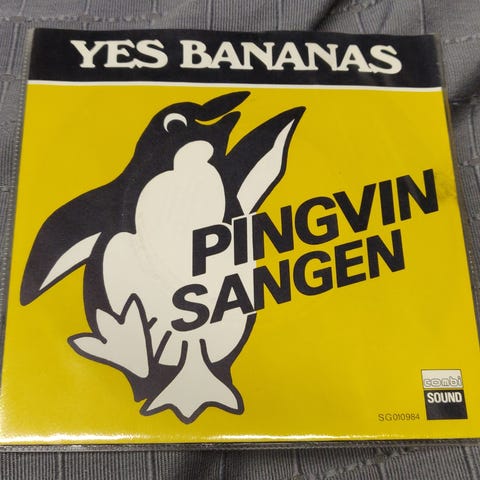 YES BANANAS
PINGVIN
SANGEN
combi
SOUND
SG010984